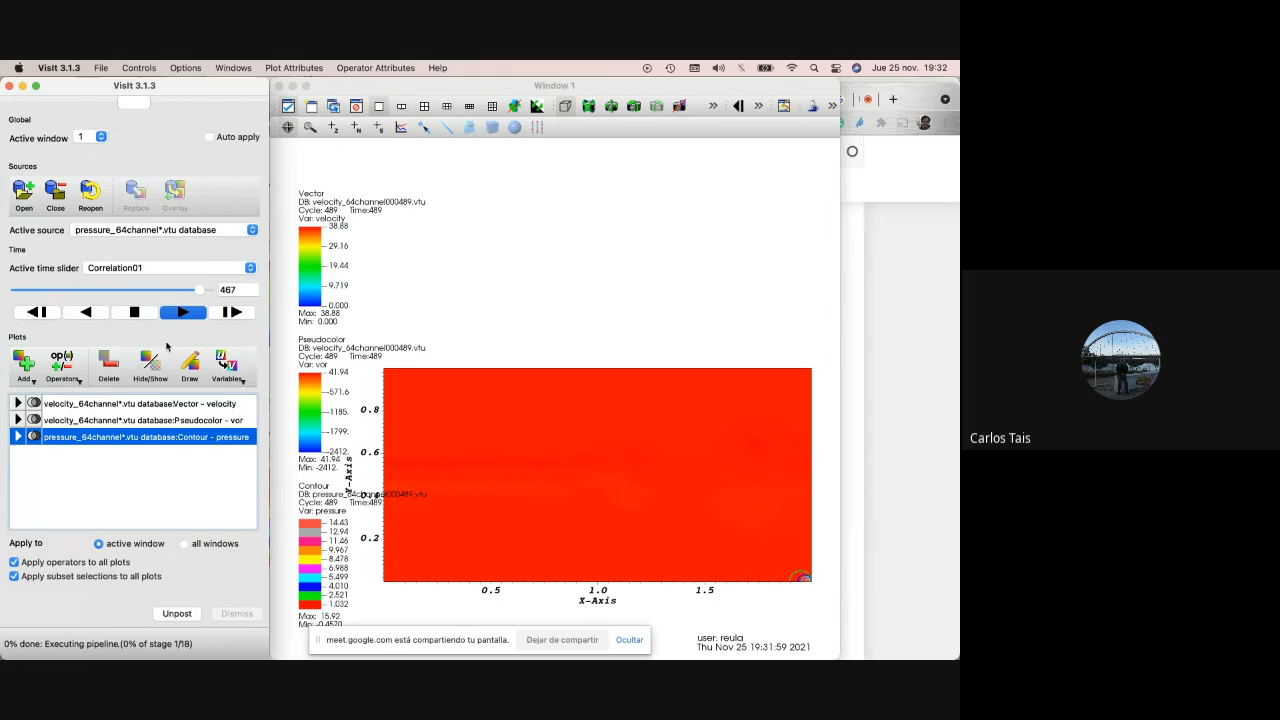 VisIt 3.1.3 File Controls Options Windows Plot Attributes Operator Attributes Help Jue 25 nov. 19:32
VisIt 3.1.3
Global
Active window 1 Auto apply
Sources
Open Close Reopen Replace Overlay
Active source pressure_64channel*.vtu database
Time
Active time slider Correlation01
467
Plots
Add Operators Delete Hide/Show Draw Variables
velocity_64channel*.vtu database:Vector - velocity
velocity_64channel*.vtu database:Pseudocolor - vor
pressure_64channel*.vtu database:Contour - pressure
Apply to active window all windows
Apply operators to all plots
Apply subset selections to all plots
Unpost Dismiss
0% done: Executing pipeline.(0% of stage 1/18)
Window 1
Vector
DB: velocity_64channel000489.vtu
Cycle: 489 Time:489
Var: velocity
38.88
29.16
19.44
9.719
0.000
Max: 38.88
Min: 0.000
Pseudocolor
DB: velocity_64channel000489.vtu
Cycle: 489 Time:489
Var: vor
41.94
-571.6
-1185.
-1799.
-2412.
Max: 41.94
Min: -2412.
Contour
DB: pressure_64channel000489.vtu
Cycle: 489 Time:489
Var: pressure
14.43
12.94
11.46
9.967
8.478
6.988
5.499
4.010
2.521
1.032
Max: 15.92
0.8
0.6
0.4
0.2
0.5 1.0 1.5
X-Axis
user: reula
Thu Nov 25 19:31:59 2021
meet.google.com está compartiendo tu pantalla. Dejar de compartir Ocultar
Carlos Tais